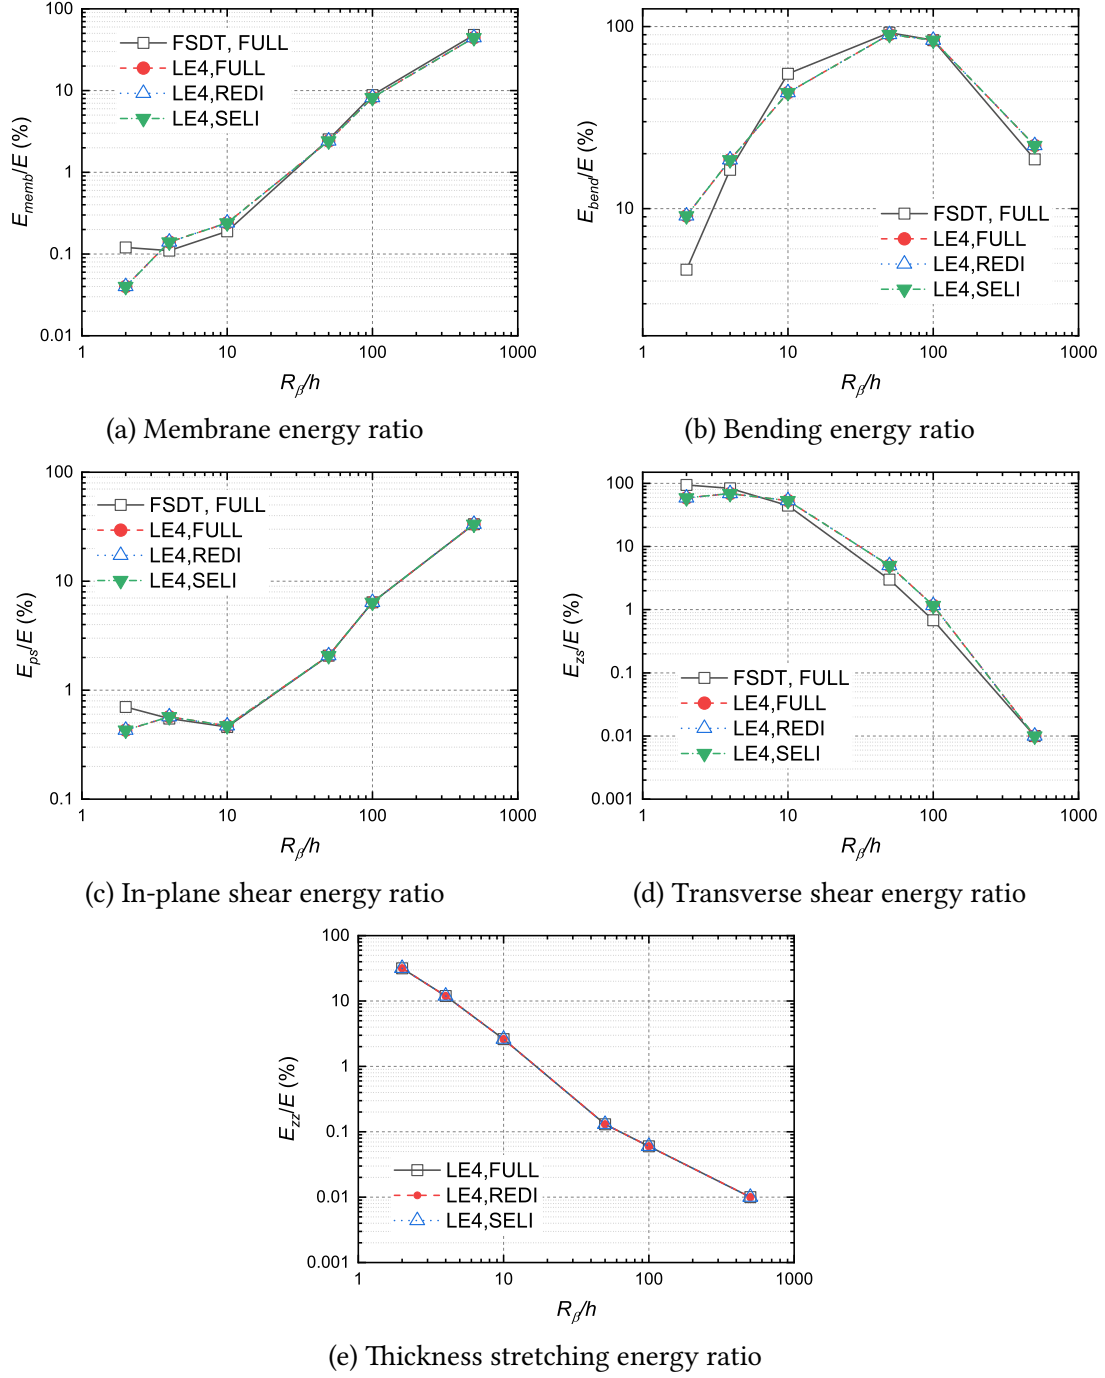 100
10
1
0.1
0.01
E_memb/E (%)
FSDT, FULL
LE4,FULL
LE4,REDI
LE4,SELI
1 10 100 1000
R_β/h
(a) Membrane energy ratio
100
10
E_bend/E (%)
FSDT, FULL
LE4,FULL
LE4,REDI
LE4,SELI
1 10 100 1000
R_β/h
(b) Bending energy ratio
100
10
1
0.1
E_ps/E (%)
FSDT, FULL
LE4,FULL
LE4,REDI
LE4,SELI
1 10 100 1000
R_β/h
(c) In-plane shear energy ratio
100
10
1
0.1
0.01
0.001
E_zs/E (%)
FSDT, FULL
LE4,FULL
LE4,REDI
LE4,SELI
1 10 100 1000
R_β/h
(d) Transverse shear energy ratio
100
10
1
0.1
0.01
0.001
E_zz/E (%)
LE4,FULL
LE4,REDI
LE4,SELI
1 10 100 1000
R_β/h
(e) Thickness stretching energy ratio